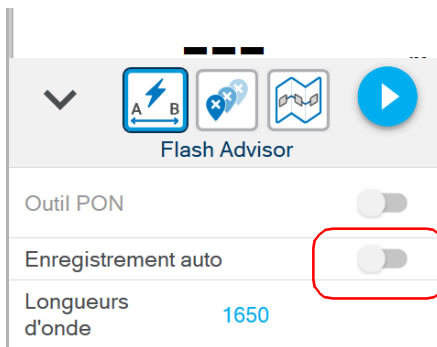 A B
Flash Advisor
Outil PON
Enregistrement auto
Longueurs
d'onde
1650